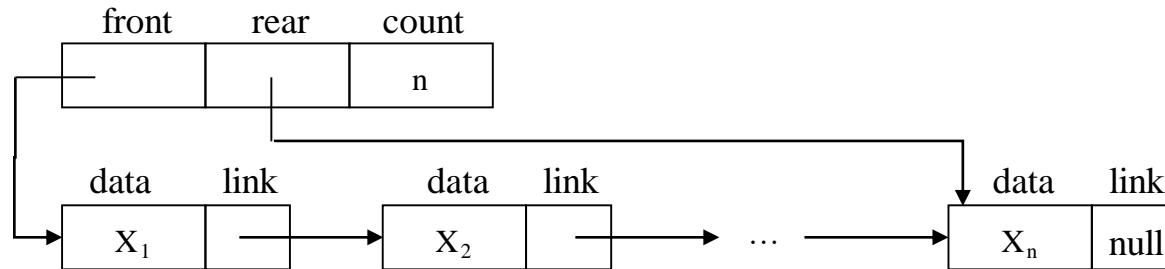 front rear count
n
data link data link data link
X₁ X₂ … Xₙ null